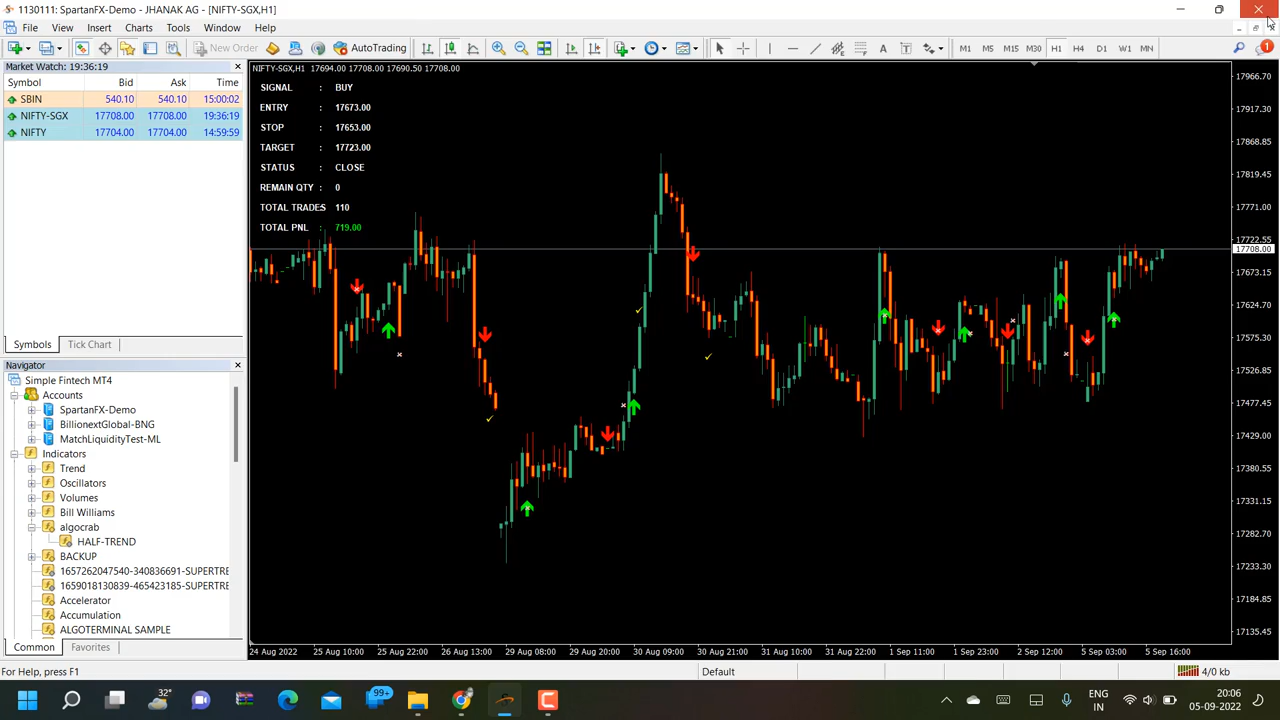 1130111: SpartanFX-Demo - JHANAK AG - [NIFTY-SGX,H1]
File View Insert Charts Tools Window Help
New Order AutoTrading M1 M5 M15 M30 H1 H4 D1 W1 MN 1
Market Watch: 19:36:19
Symbol Bid Ask Time
SBIN 540.10 540.10 15:00:02
NIFTY-SGX 17708.00 17708.00 19:36:19
NIFTY 17704.00 17704.00 14:59:59
Symbols Tick Chart
Navigator
Simple Fintech MT4
Accounts
SpartanFX-Demo
BillionextGlobal-BNG
MatchLiquidityTest-ML
Indicators
Trend
Oscillators
Volumes
Bill Williams
algocrab
HALF-TREND
BACKUP
1657262047540-340836691-SUPERTRE
1659018130839-465423185-SUPERTRE
Accelerator
Accumulation
ALGOTERMINAL SAMPLE
Common Favorites
NIFTY-SGX,H1 17694.00 17708.00 17690.50 17708.00
SIGNAL : BUY
ENTRY : 17673.00
STOP : 17653.00
TARGET : 17723.00
STATUS : CLOSE
REMAIN QTY : 0
TOTAL TRADES : 110
TOTAL PNL : 719.00
17966.70
17917.30
17868.85
17819.45
17771.00
17722.55
17708.00
17673.15
17624.70
17575.30
17526.85
17477.45
17429.00
17380.55
17331.15
17282.70
17233.30
17184.85
17135.45
24 Aug 2022 25 Aug 10:00 25 Aug 22:00 26 Aug 13:00 29 Aug 08:00 29 Aug 20:00 30 Aug 09:00 30 Aug 21:00 31 Aug 10:00 31 Aug 22:00 1 Sep 11:00 1 Sep 23:00 2 Sep 12:00 5 Sep 03:00 5 Sep 16:00
For Help, press F1 Default 4/0 kb
32° 99+ ENG IN 20:06 05-09-2022